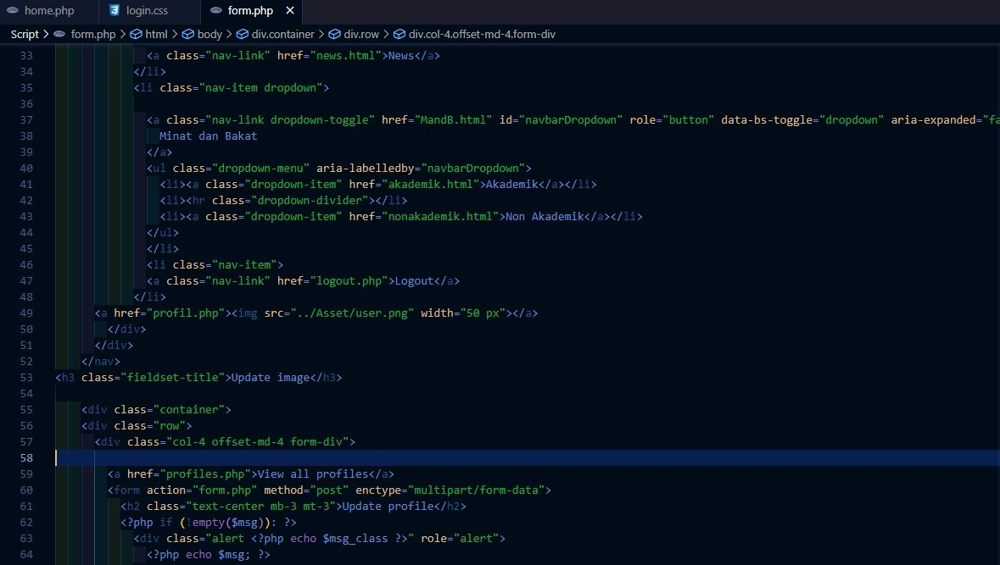 home.php login.css form.php
Script > form.php > html > body > div.container > div.row > div.col-4.offset-md-4.form-div
33 <a class="nav-link" href="news.html">News</a>
34 </li>
35 <li class="nav-item dropdown">
36
37 <a class="nav-link dropdown-toggle" href="MandB.html" id="navbarDropdown" role="button" data-bs-toggle="dropdown" aria-expanded="fa
38 Minat dan Bakat
39 </a>
40 <ul class="dropdown-menu" aria-labelledby="navbarDropdown">
41 <li><a class="dropdown-item" href="akademik.html">Akademik</a></li>
42 <li><hr class="dropdown-divider"></li>
43 <li><a class="dropdown-item" href="nonakademik.html">Non Akademik</a></li>
44 </ul>
45 </li>
46 <li class="nav-item">
47 <a class="nav-link" href="logout.php">Logout</a>
48 </li>
49 <a href="profil.php"><img src="../Asset/user.png" width="50 px"></a>
50 </div>
51 </div>
52 </nav>
53 <h3 class="fieldset-title">Update image</h3>
54
55 <div class="container">
56 <div class="row">
57 <div class="col-4 offset-md-4 form-div">
58
59 <a href="profiles.php">View all profiles</a>
60 <form action="form.php" method="post" enctype="multipart/form-data">
61 <h2 class="text-center mb-3 mt-3">Update profile</h2>
62 <?php if (!empty($msg)): ?>
63 <div class="alert <?php echo $msg_class ?>" role="alert">
64 <?php echo $msg; ?>